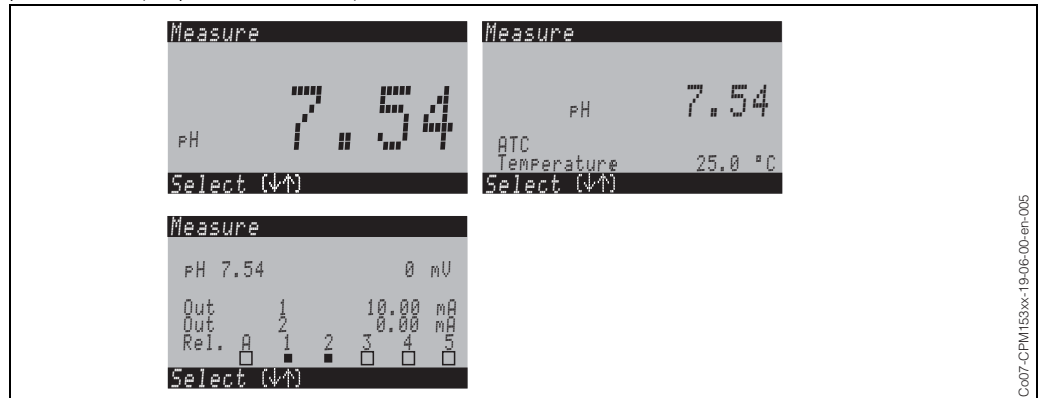 Measure
7.54
pH
Select (↓↑)
Measure
pH 7.54
ATC
Temperature 25.0 °C
Select (↓↑)
Measure
pH 7.54 0 mV
Out 1 10.00 mA
Out 2 0.00 mA
Rel. A 1 2 3 4 5
□ ■ ■ □ □ □
Select (↓↑)
Co07-CPM153xx-19-06-00-en-005